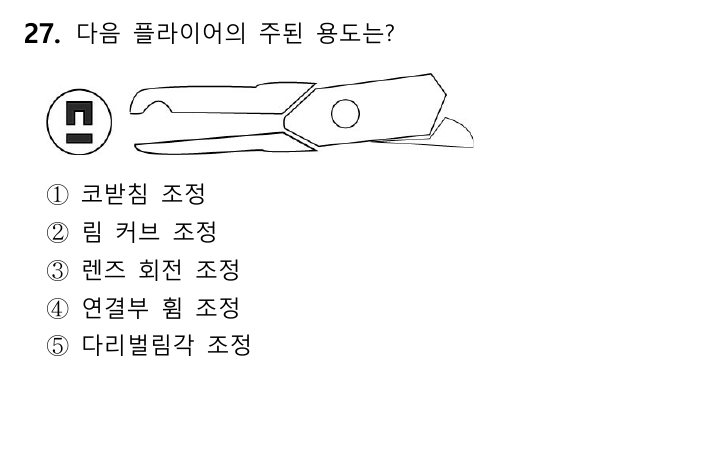 27. 다음 플라이어의 주된 용도는?
① 코받침 조정
② 림 커브 조정
③ 렌즈 회전 조정
④ 연결부 휨 조정
⑤ 다리벌림각 조정